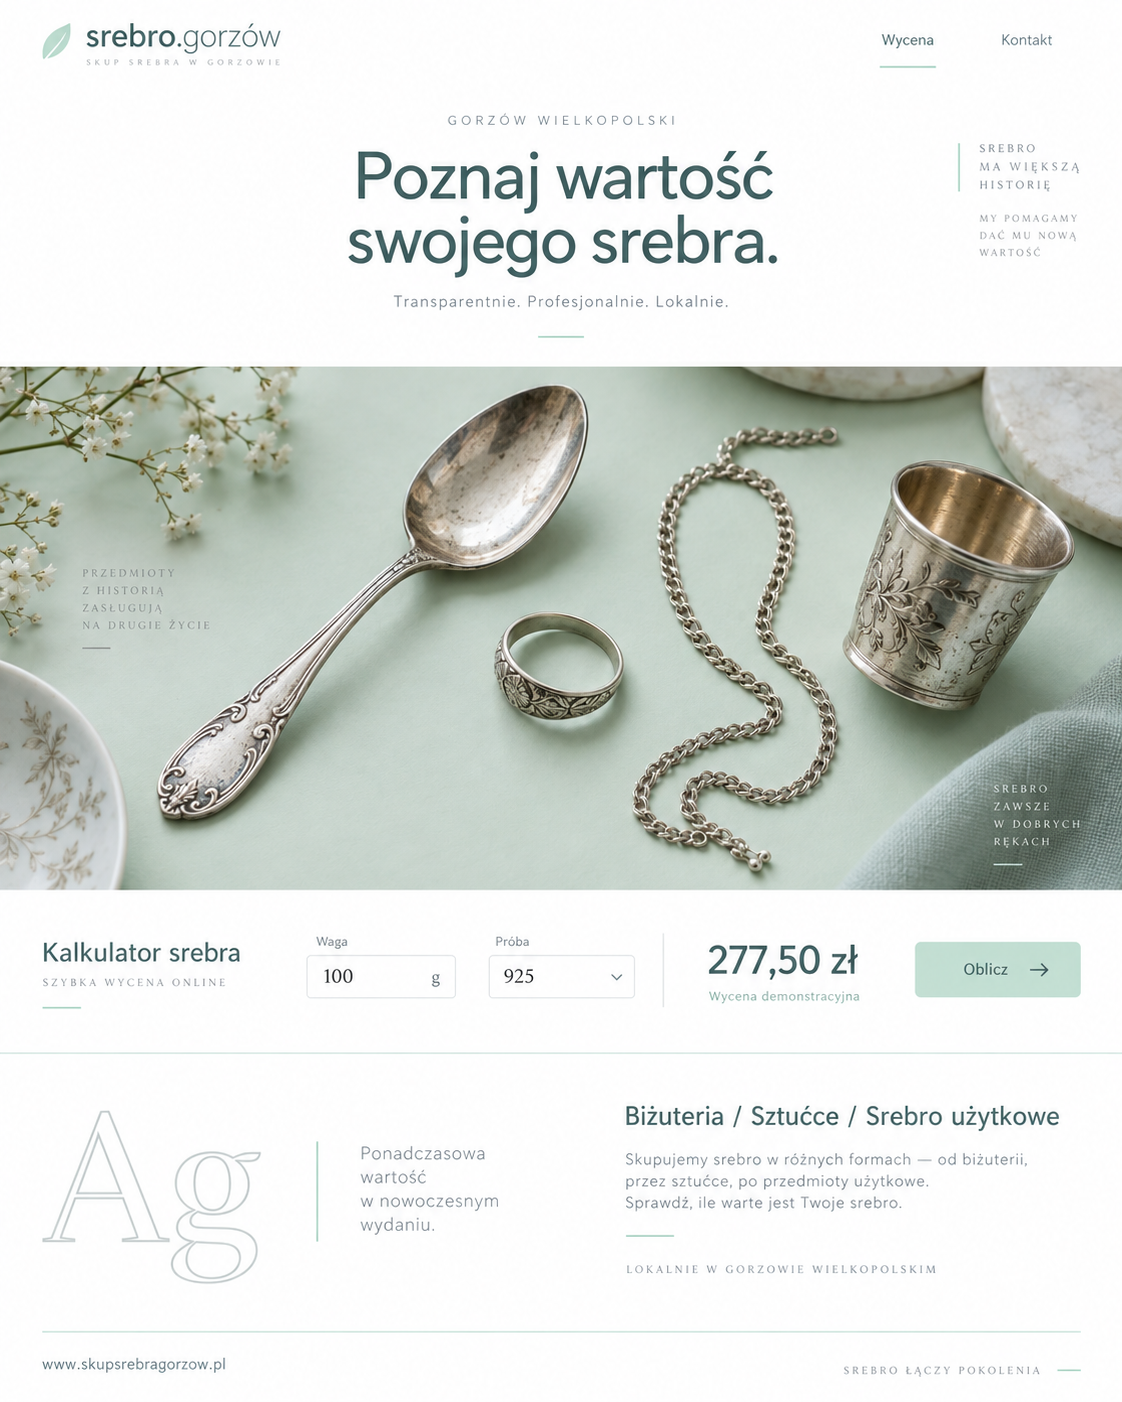 srebro.gorzów
SKUP SREBRA W GORZOWIE
Wycena
Kontakt
GORZÓW WIELKOPOLSKI
Poznaj wartość
swojego srebra.
Transparentnie. Profesjonalnie. Lokalnie.
SREBRO
MA WIĘKSZĄ
HISTORIĘ
MY POMAGAMY
DAĆ MU NOWĄ
WARTOŚĆ
PRZEDMIOTY
Z HISTORIĄ
ZASŁUGUJĄ
NA DRUGIE ŻYCIE
SREBRO
ZAWSZE
W DOBRYCH
RĘKACH
Kalkulator srebra
SZYBKA WYCENA ONLINE
Waga
100 g
Próba
925
277,50 zł
Wycena demonstracyjna
Oblicz
Ag
Ponadczasowa
wartość
w nowoczesnym
wydaniu.
Biżuteria / Sztućce / Srebro użytkowe
Skupujemy srebro w różnych formach — od biżuterii,
przez sztućce, po przedmioty użytkowe.
Sprawdź, ile warte jest Twoje srebro.
LOKALNIE W GORZOWIE WIELKOPOLSKIM
www.skupsrebragorzow.pl
SREBRO ŁĄCZY POKOLENIA